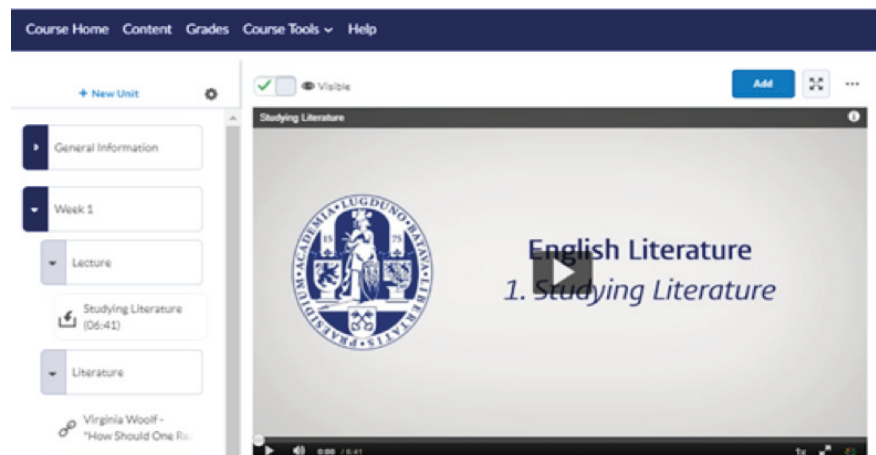 Course Home Content Grades Course Tools Help
+ New Unit
Visible
Add
General Information
Week 1
Lecture
Studying Literature
(06:41)
Literature
Virginia Woolf -
"How Should One Re
Studying Literature
ACADEMIA·LUGDUNO·BATAVA·LIBERTATIS·PRAESIDIUM
15 75
English Literature
1. Studying Literature
0:00 / 6:41
1x